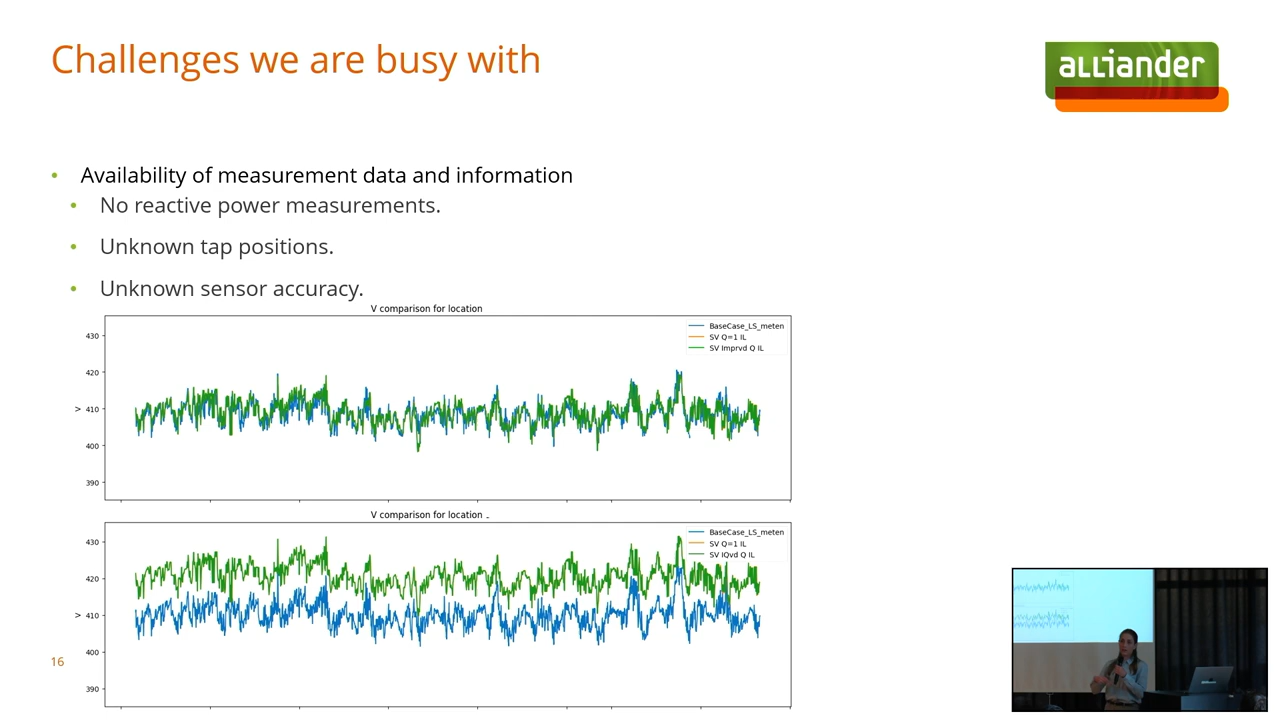 Challenges we are busy with
alliander
Availability of measurement data and information
No reactive power measurements.
Unknown tap positions.
Unknown sensor accuracy.
V comparison for location
BaseCase_LS_meten
SV Q=1 IL
SV Imprvd Q IL
430
420
410
400
390
V
V comparison for location
BaseCase_LS_meten
SV Q=1 IL
SV IQvd Q IL
430
420
410
400
390
V
16